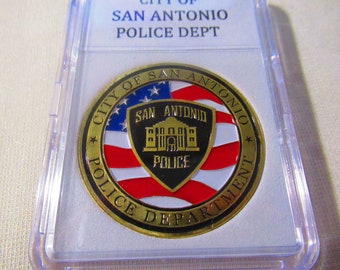 CITY OF
SAN ANTONIO
POLICE DEPT
CITY OF SAN ANTONIO
SAN ANTONIO
POLICE
POLICE DEPARTMENT